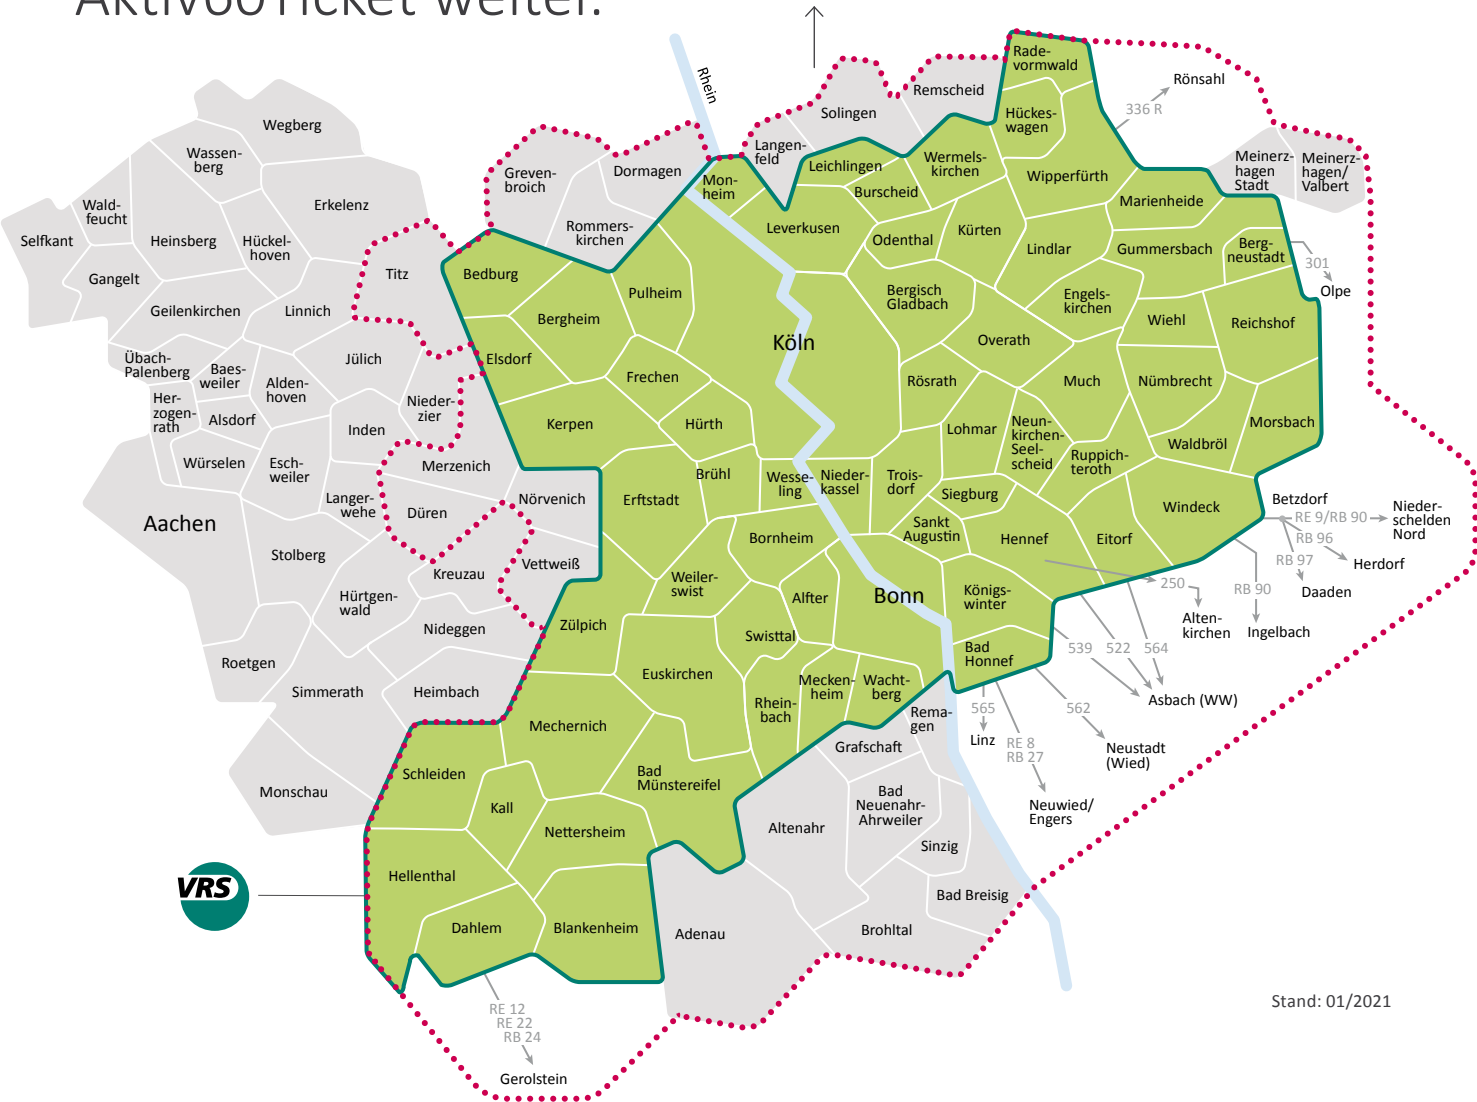 Aktiv60Ticket weiter.
Rhein
Rade-
vormwald
Rönsahl
336 R
Remscheid
Solingen
Hückes-
wagen
Wegberg
Wassen-
berg
Langen-
feld
Leichlingen
Wermels-
kirchen
Meinerz-
hagen
Stadt
Meinerz-
hagen/
Valbert
Greven-
broich
Dormagen
Mon-
heim
Burscheid
Wipperfürth
Marienheide
Wald-
feucht
Erkelenz
Selfkant
Heinsberg
Hückel-
hoven
Rommers-
kirchen
Leverkusen
Odenthal
Kürten
Lindlar
Gummersbach
Berg-
neustadt
301
Olpe
Gangelt
Titz
Bedburg
Pulheim
Bergisch
Gladbach
Engels-
kirchen
Geilenkirchen
Linnich
Bergheim
Köln
Overath
Wiehl
Reichshof
Übach-
Palenberg
Baes-
weiler
Jülich
Elsdorf
Frechen
Rösrath
Much
Nümbrecht
Her-
zogen-
rath
Alden-
hoven
Nieder-
zier
Alsdorf
Inden
Kerpen
Hürth
Lohmar
Neun-
kirchen-
Seel-
scheid
Ruppich-
teroth
Waldbröl
Morsbach
Würselen
Esch-
weiler
Merzenich
Brühl
Wesse-
ling
Nieder-
kassel
Trois-
dorf
Siegburg
Aachen
Langer-
wehe
Düren
Nörvenich
Erftstadt
Sankt
Augustin
Windeck
Betzdorf
RE 9/RB 90
Nieder-
schelden
Nord
RB 96
Herdorf
RB 97
Daaden
RB 90
Ingelbach
Stolberg
Bornheim
Hennef
Eitorf
Kreuzau
Vettweiß
Weiler-
swist
Alfter
Bonn
Königs-
winter
250
Alten-
kirchen
Hürtgen-
wald
Nideggen
Zülpich
Swisttal
Bad
Honnef
539
522
564
Asbach (WW)
Roetgen
Simmerath
Heimbach
Euskirchen
Rhein-
bach
Mecken-
heim
Wacht-
berg
Rema-
gen
565
Linz
562
Neustadt
(Wied)
RE 8
RB 27
Neuwied/
Engers
Mechernich
Grafschaft
Monschau
Schleiden
Kall
Bad
Münstereifel
Bad
Neuenahr-
Ahrweiler
Nettersheim
Altenahr
Sinzig
VRS
Hellenthal
Bad Breisig
Dahlem
Blankenheim
Adenau
Brohltal
RE 12
RE 22
RB 24
Gerolstein
Stand: 01/2021